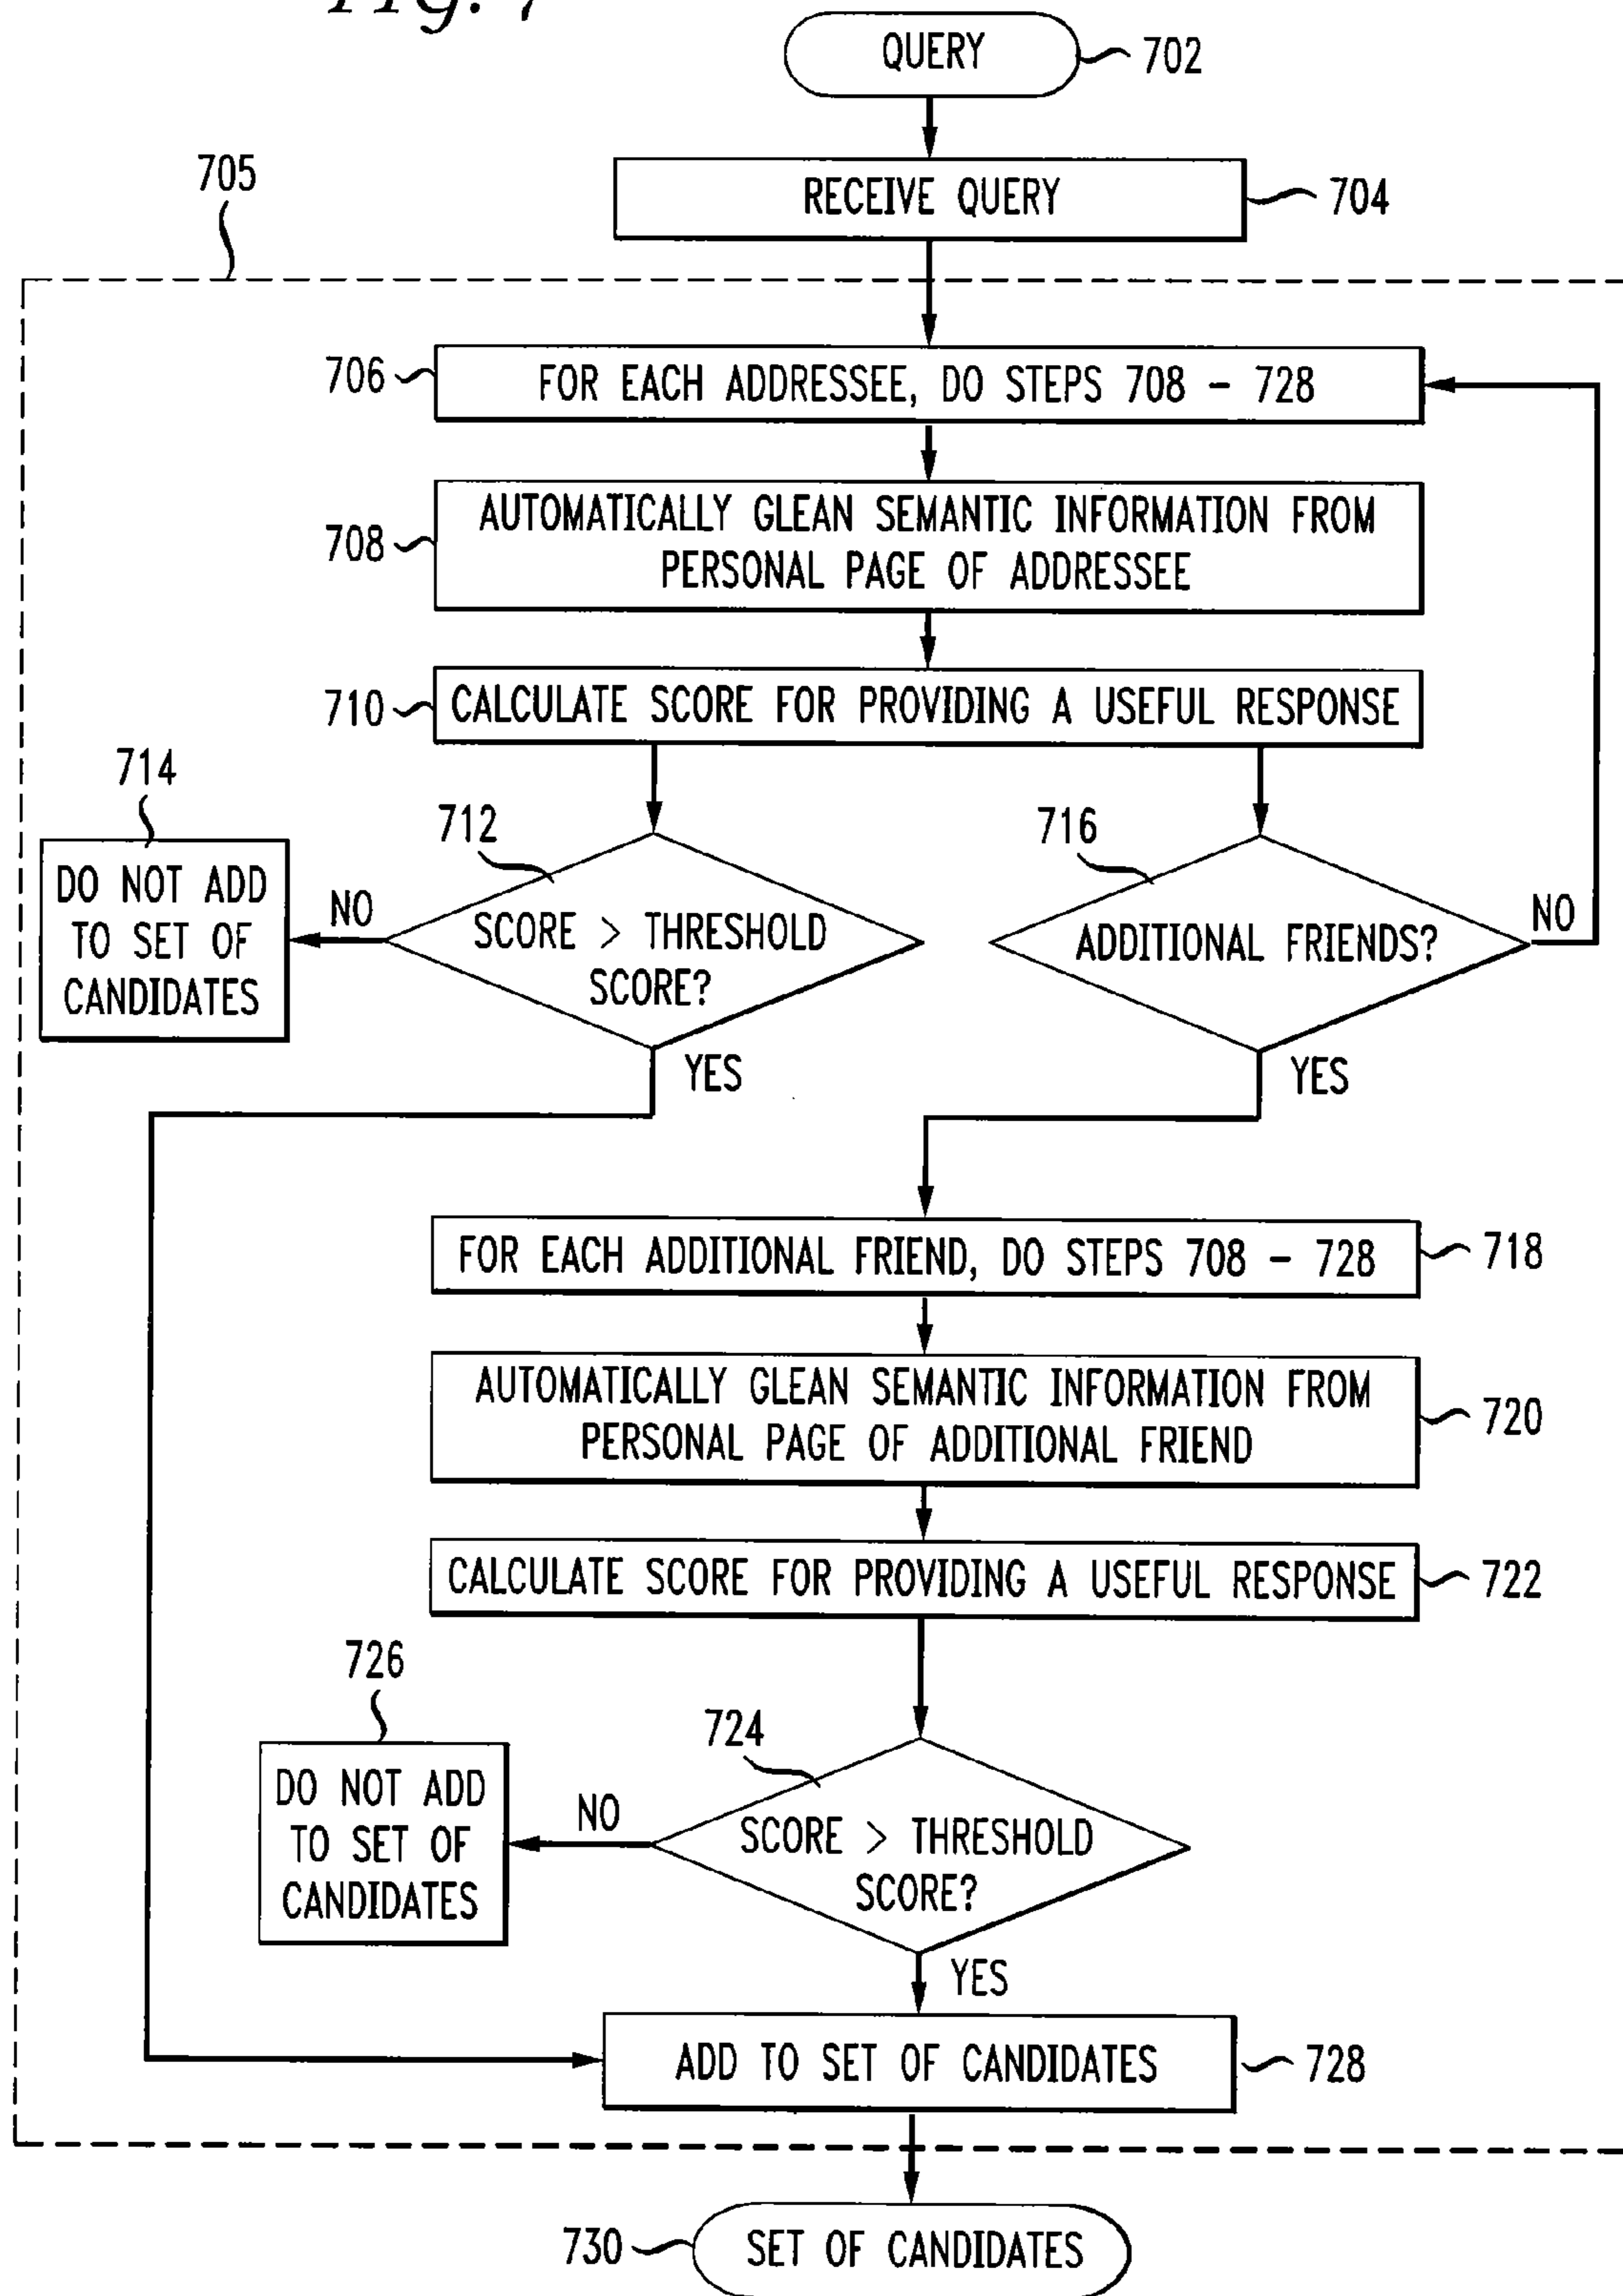 Fig. 7
QUERY
702
RECEIVE QUERY
704
705
706
FOR EACH ADDRESSEE, DO STEPS 708 - 728
708
AUTOMATICALLY GLEAN SEMANTIC INFORMATION FROM
PERSONAL PAGE OF ADDRESSEE
710
CALCULATE SCORE FOR PROVIDING A USEFUL RESPONSE
714
DO NOT ADD
TO SET OF
CANDIDATES
NO
712
SCORE > THRESHOLD
SCORE?
YES
716
ADDITIONAL FRIENDS?
NO
YES
FOR EACH ADDITIONAL FRIEND, DO STEPS 708 - 728
718
AUTOMATICALLY GLEAN SEMANTIC INFORMATION FROM
PERSONAL PAGE OF ADDITIONAL FRIEND
720
CALCULATE SCORE FOR PROVIDING A USEFUL RESPONSE
722
726
DO NOT ADD
TO SET OF
CANDIDATES
NO
724
SCORE > THRESHOLD
SCORE?
YES
ADD TO SET OF CANDIDATES
728
730
SET OF CANDIDATES